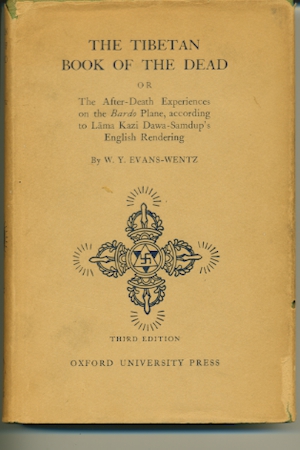 THE TIBETAN
BOOK OF THE DEAD
OR
The After-Death Experiences
on the Bardo Plane, according
to Lāma Kazi Dawa-Samdup's
English Rendering
By W. Y. EVANS-WENTZ
THIRD EDITION
OXFORD UNIVERSITY PRESS